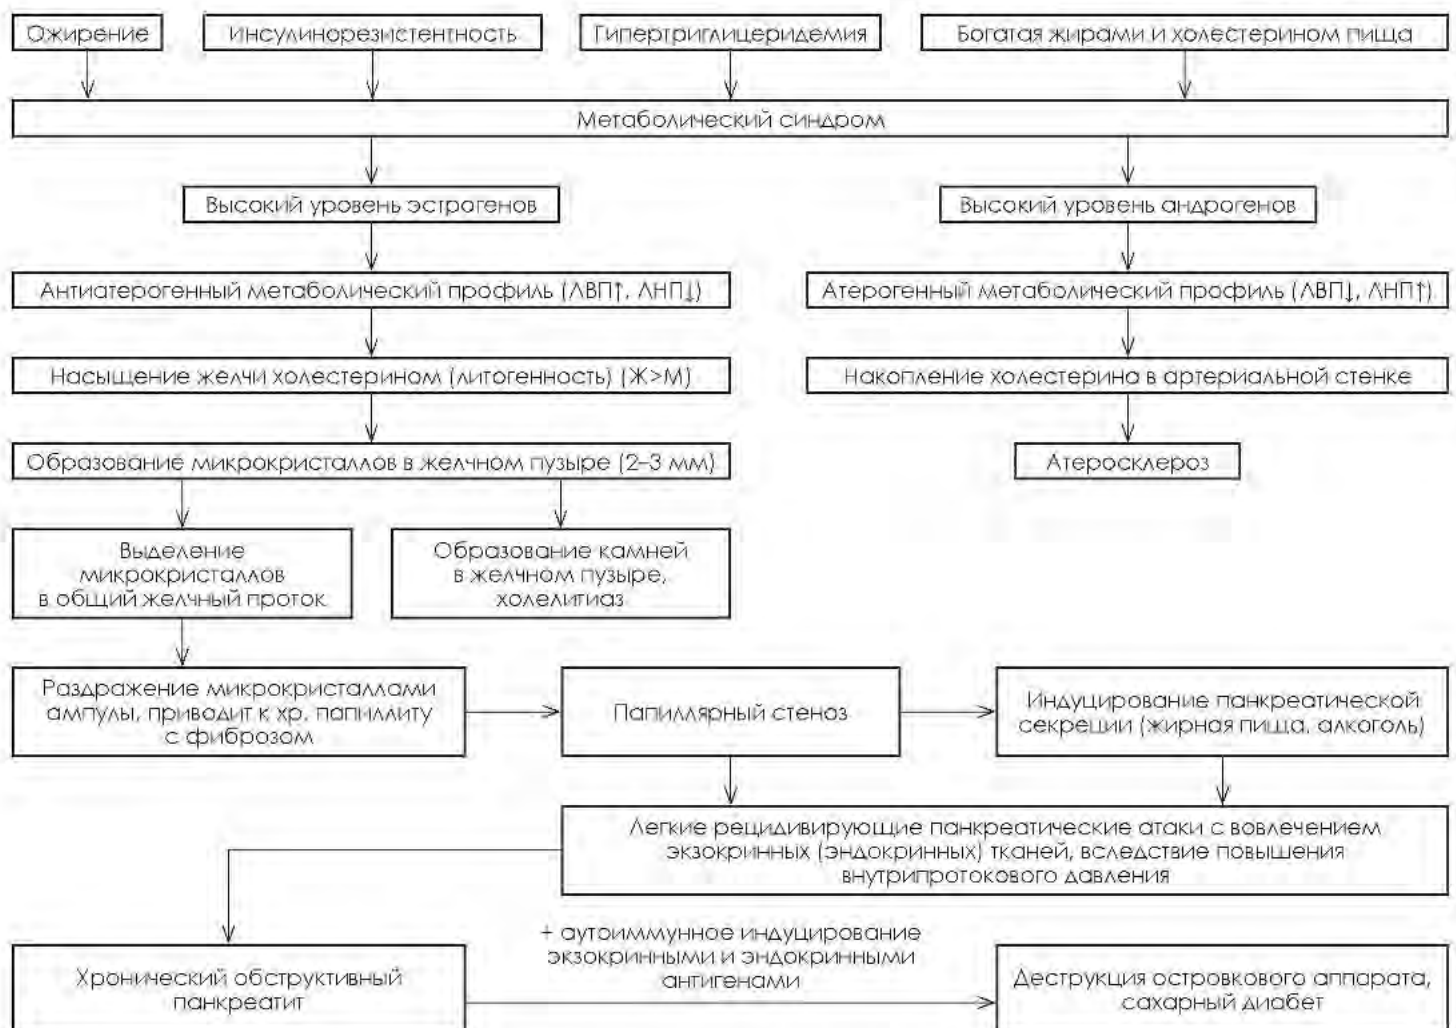 Ожирение
Инсулинорезистентность
Гипертриглицеридемия
Богатая жирами и холестерином пища
Метаболический синдром
Высокий уровень эстрогенов
Высокий уровень андрогенов
Антиатерогенный метаболический профиль (ЛВП↑, ЛНП↓)
Атерогенный метаболический профиль (ЛВП↓, ЛНП↑)
Насыщение желчи холестерином (литогенность) (Ж>М)
Накопление холестерина в артериальной стенке
Образование микрокристаллов в желчном пузыре (2–3 мм)
Атеросклероз
Выделение
микрокристаллов
в общий желчный проток
Образование камней
в желчном пузыре,
холелитиаз
Раздражение микрокристаллами
ампулы, приводит к хр. папиллиту
с фиброзом
Папиллярный стеноз
Индуцирование панкреатической
секреции (жирная пища, алкоголь)
Легкие рецидивирующие панкреатические атаки с вовлечением
экзокринных (эндокринных) тканей, вследствие повышения
внутрипротокового давления
Хронический обструктивный
панкреатит
+ аутоиммунное индуцирование
экзокринными и эндокринными
антигенами
Деструкция островкового аппарата,
сахарный диабет